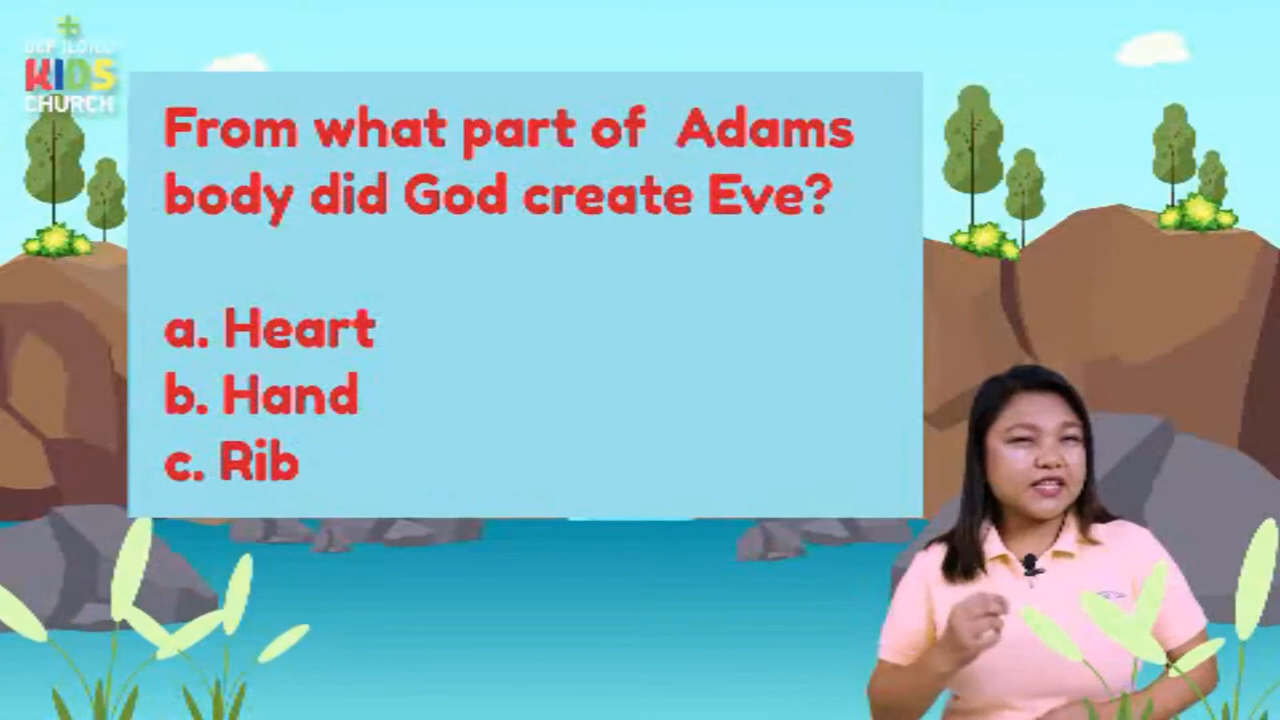 KIDS
CHURCH
From what part of Adams
body did God create Eve?
a. Heart
b. Hand
c. Rib